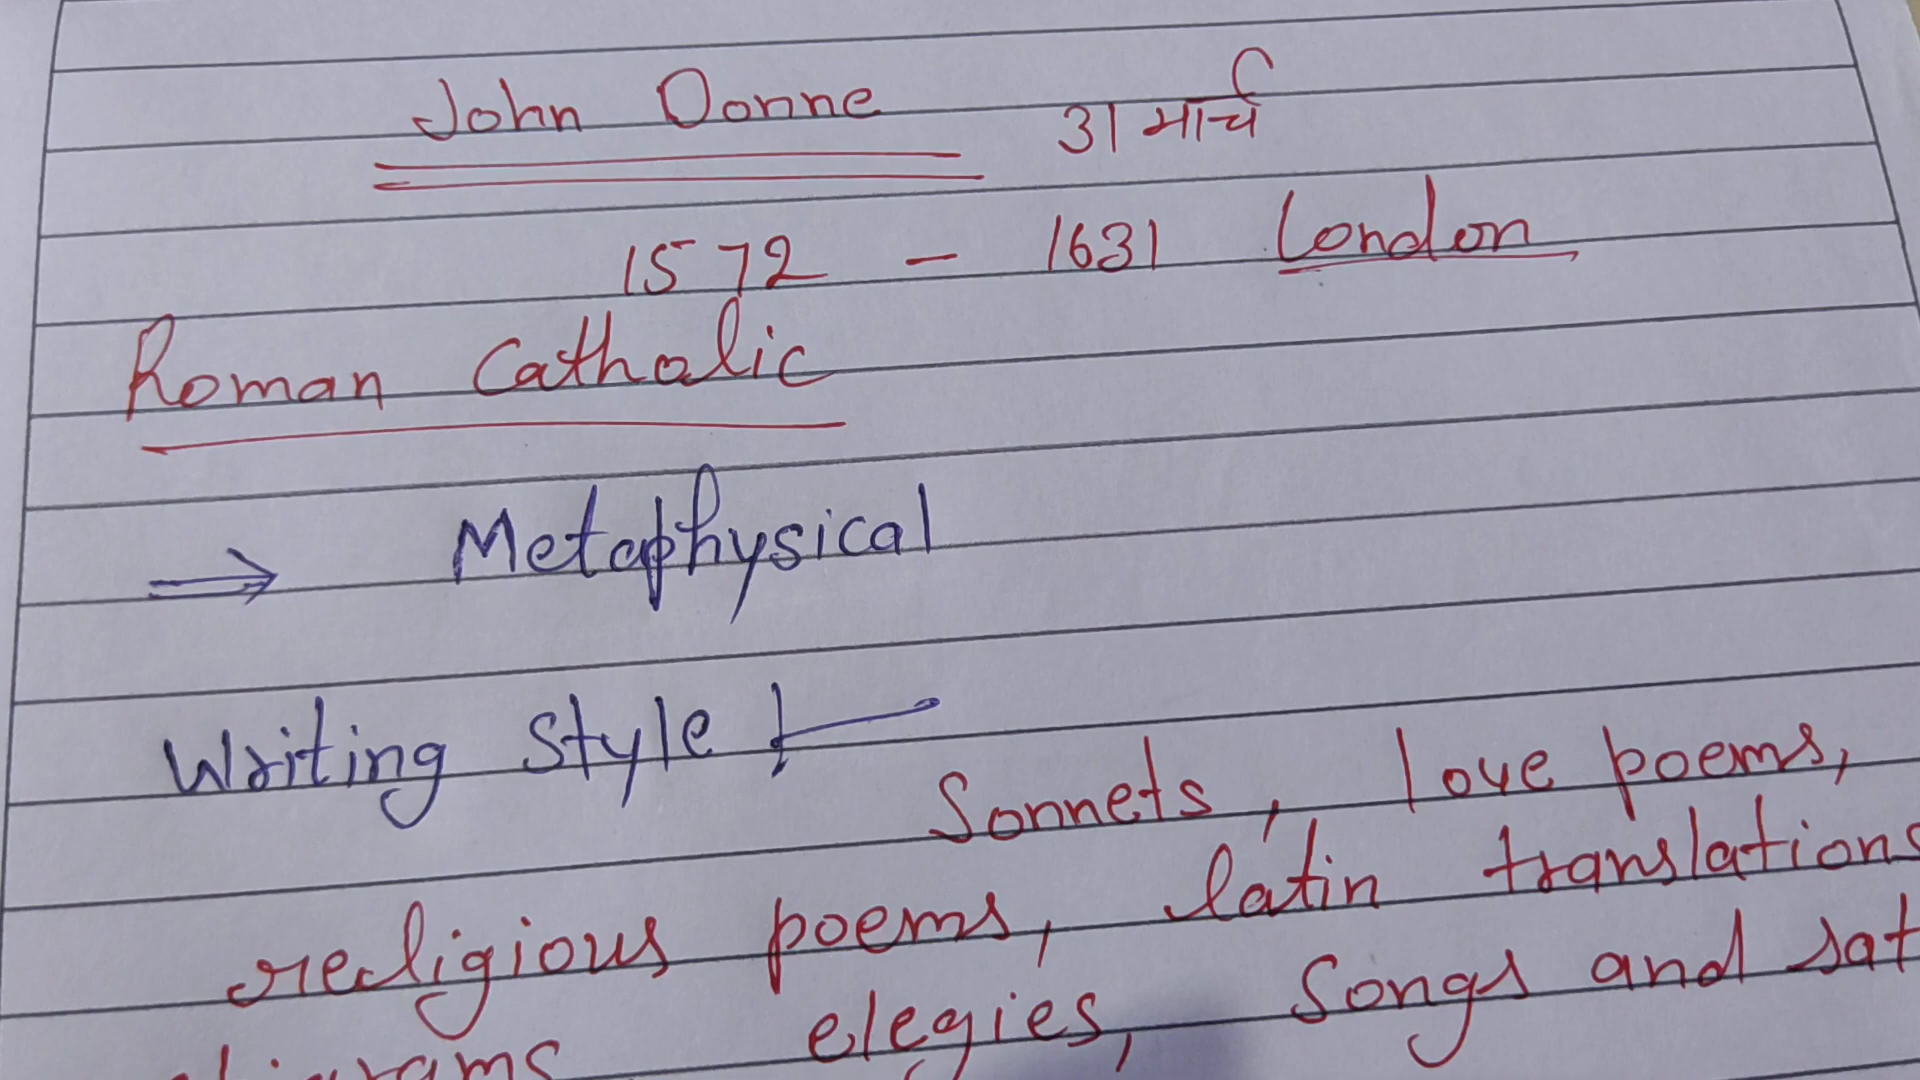 John Donne 31 मार्च
1572 - 1631 London
Roman Catholic
⇒ Metaphysical
Writing Style :-
Sonnets, love poems,
religious poems, latin translations
elegies, Songs and sat